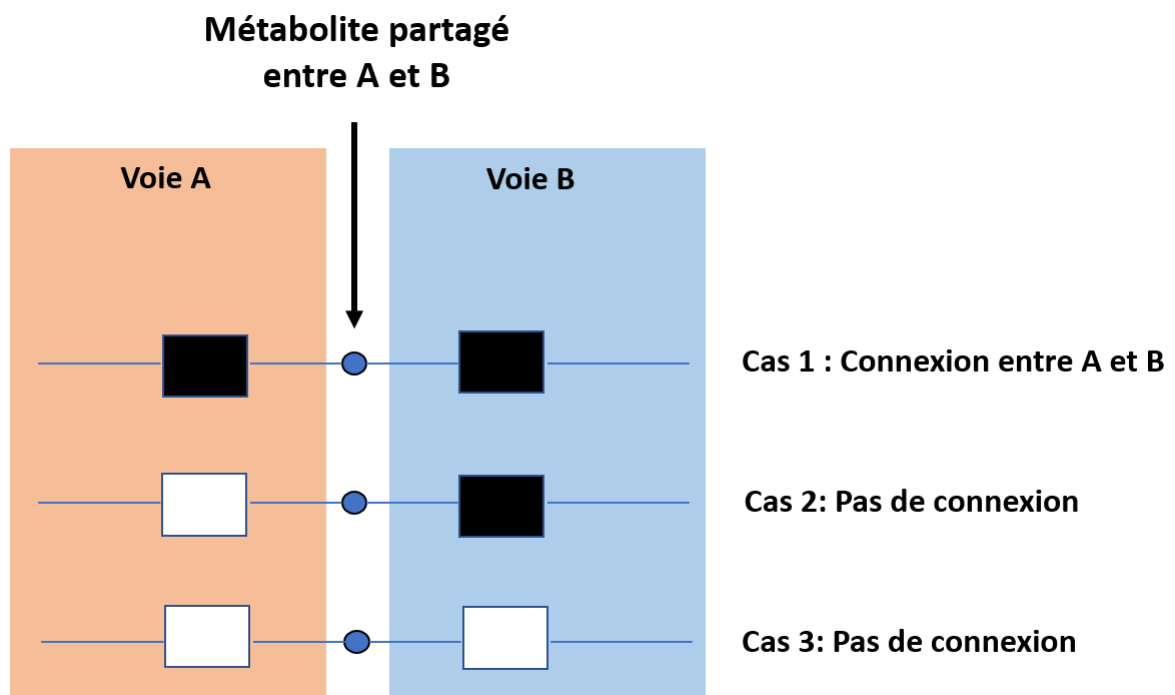 Métabolite partagé
entre A et B
Voie A
Voie B
Cas 1 : Connexion entre A et B
Cas 2: Pas de connexion
Cas 3: Pas de connexion